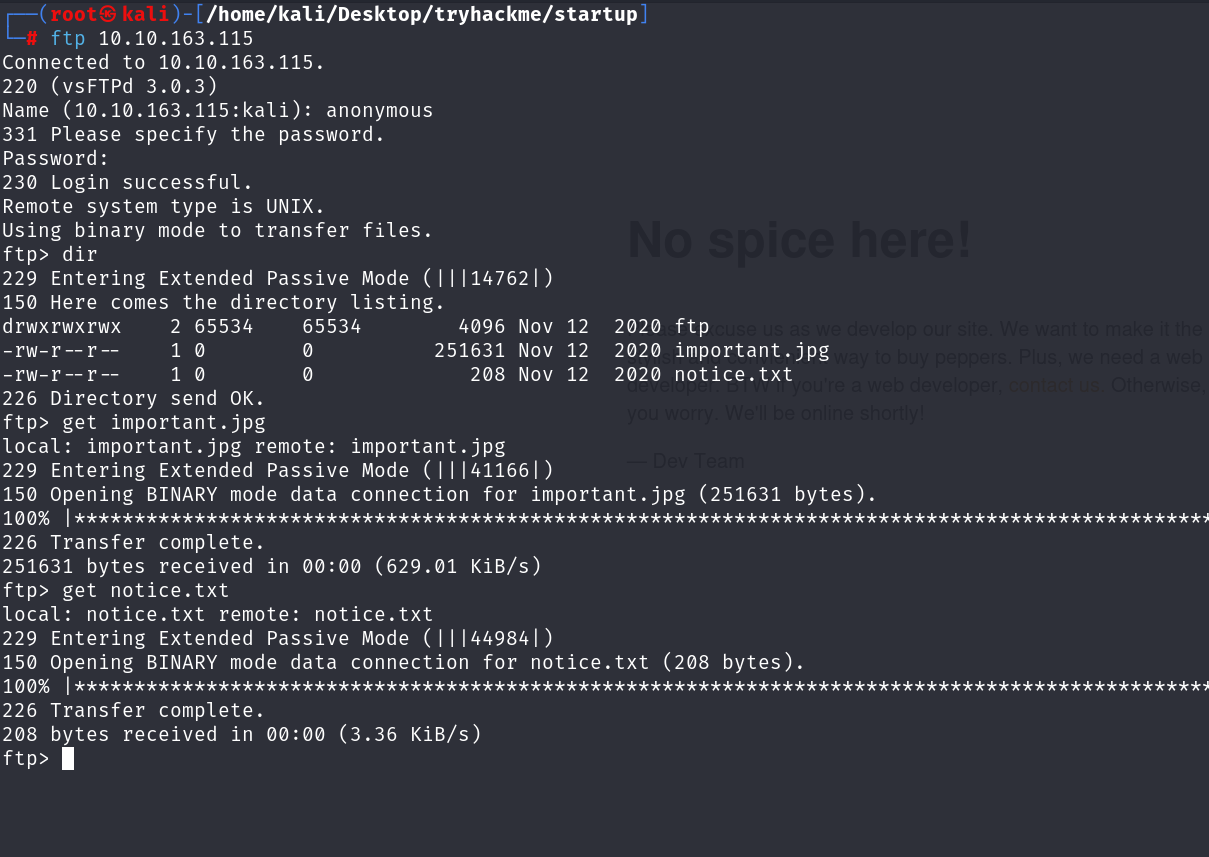 ┌──(root㉿kali)-[/home/kali/Desktop/tryhackme/startup]
└─# ftp 10.10.163.115
Connected to 10.10.163.115.
220 (vsFTPd 3.0.3)
Name (10.10.163.115:kali): anonymous
331 Please specify the password.
Password:
230 Login successful.
Remote system type is UNIX.
Using binary mode to transfer files.
ftp> dir
229 Entering Extended Passive Mode (|||14762|)
150 Here comes the directory listing.
drwxrwxrwx    2 65534    65534        4096 Nov 12  2020 ftp
-rw-r--r--    1 0        0          251631 Nov 12  2020 important.jpg
-rw-r--r--    1 0        0             208 Nov 12  2020 notice.txt
226 Directory send OK.
ftp> get important.jpg
local: important.jpg remote: important.jpg
229 Entering Extended Passive Mode (|||41166|)
150 Opening BINARY mode data connection for important.jpg (251631 bytes).
100% |***********************************************************************************************
226 Transfer complete.
251631 bytes received in 00:00 (629.01 KiB/s)
ftp> get notice.txt
local: notice.txt remote: notice.txt
229 Entering Extended Passive Mode (|||44984|)
150 Opening BINARY mode data connection for notice.txt (208 bytes).
100% |***********************************************************************************************
226 Transfer complete.
208 bytes received in 00:00 (3.36 KiB/s)
ftp>
No spice here!
excuse us as we develop our site. We want to make it the
way to buy peppers. Plus, we need a web
developer. BTW if you're a web developer, contact us. Otherwise,
you worry. We'll be online shortly!
— Dev Team